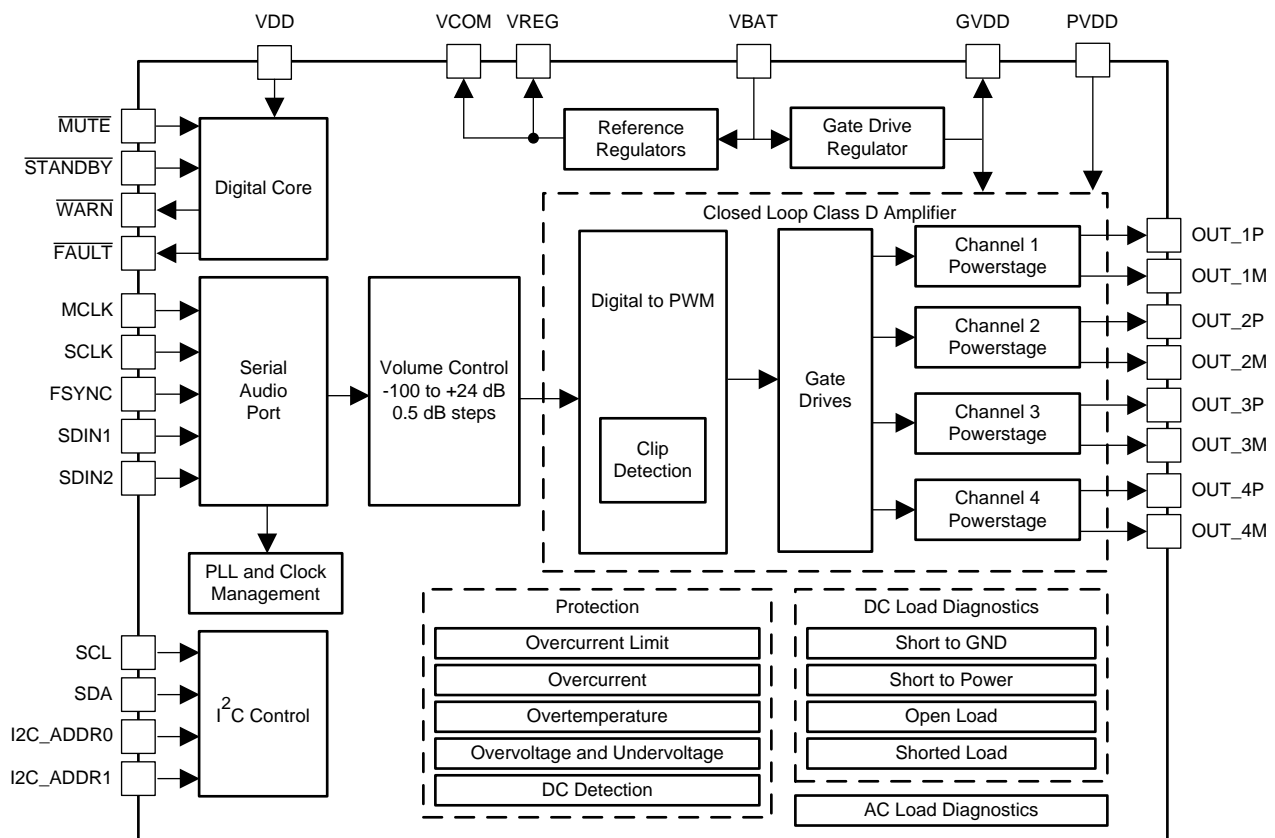 VDD
VCOM
VREG
VBAT
GVDD
PVDD
MUTE
STANDBY
WARN
FAULT
MCLK
SCLK
FSYNC
SDIN1
SDIN2
SCL
SDA
I2C_ADDR0
I2C_ADDR1
Digital Core
Serial
Audio
Port
PLL and Clock
Management
I2C Control
Volume Control
-100 to +24 dB
0.5 dB steps
Reference
Regulators
Gate Drive
Regulator
Closed Loop Class D Amplifier
Digital to PWM
Clip
Detection
Gate
Drives
Channel 1
Powerstage
Channel 2
Powerstage
Channel 3
Powerstage
Channel 4
Powerstage
OUT_1P
OUT_1M
OUT_2P
OUT_2M
OUT_3P
OUT_3M
OUT_4P
OUT_4M
Protection
Overcurrent Limit
Overcurrent
Overtemperature
Overvoltage and Undervoltage
DC Detection
DC Load Diagnostics
Short to GND
Short to Power
Open Load
Shorted Load
AC Load Diagnostics